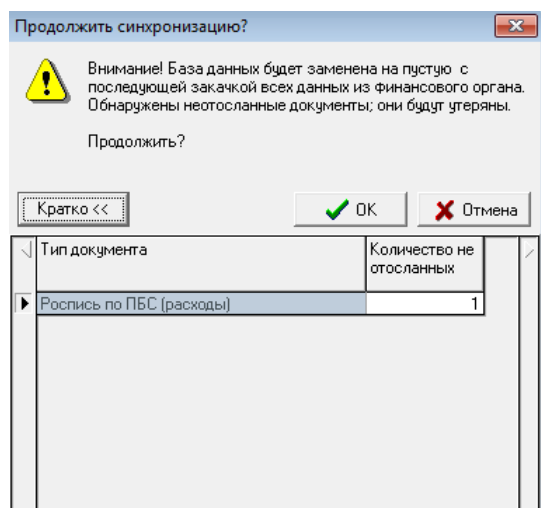 Продолжить синхронизацию?
Внимание! База данных будет заменена на пустую с
последующей закачкой всех данных из финансового органа.
Обнаружены неотосланные документы; они будут утеряны.
Продолжить?
Кратко <<
OK
Отмена
Тип документа
Количество не
отосланных
Роспись по ПБС (расходы)
1